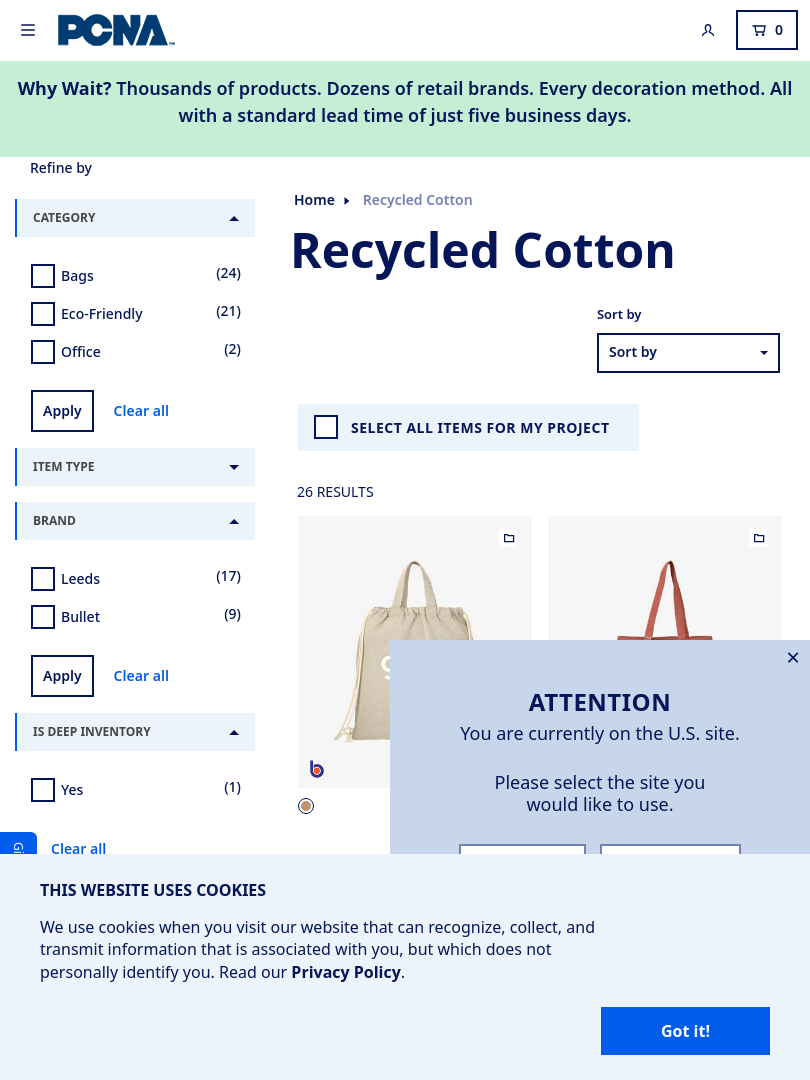 PCNA
0
Why Wait? Thousands of products. Dozens of retail brands. Every decoration method. All
with a standard lead time of just five business days.
Refine by
CATEGORY
Bags (24)
Eco-Friendly (21)
Office (2)
Apply Clear all
ITEM TYPE
BRAND
Leeds (17)
Bullet (9)
Apply Clear all
IS DEEP INVENTORY
Yes (1)
Clear all
Home Recycled Cotton
Recycled Cotton
Sort by
Sort by
SELECT ALL ITEMS FOR MY PROJECT
26 RESULTS
b
ATTENTION
You are currently on the U.S. site.
Please select the site you
would like to use.
THIS WEBSITE USES COOKIES
We use cookies when you visit our website that can recognize, collect, and
transmit information that is associated with you, but which does not
personally identify you. Read our Privacy Policy.
Got it!